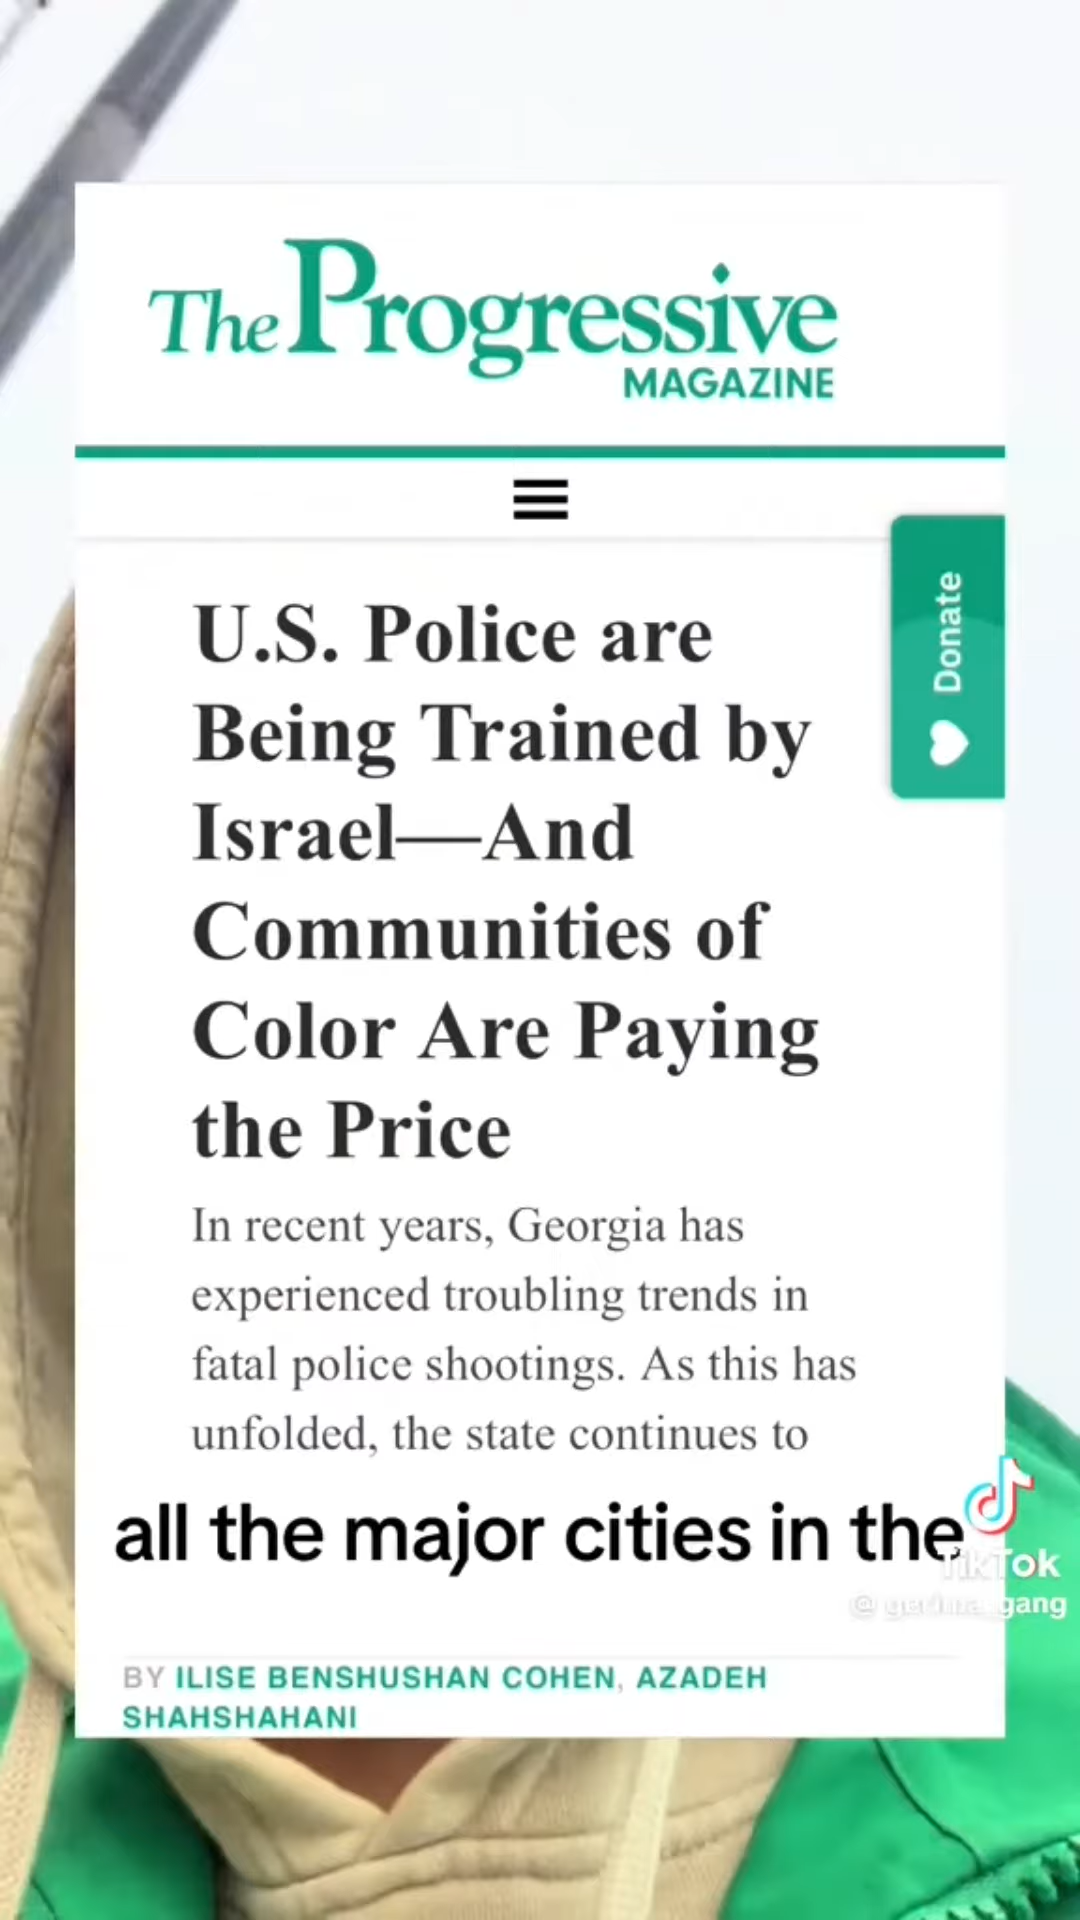 The Progressive
MAGAZINE
Donate
U.S. Police are
Being Trained by
Israel—And
Communities of
Color Are Paying
the Price
In recent years, Georgia has
experienced troubling trends in
fatal police shootings. As this has
unfolded, the state continues to
all the major cities in the
TikTok
BY ILISE BENSHUSHAN COHEN, AZADEH
SHAHSHAHANI